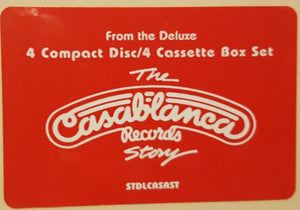 From the Deluxe
4 Compact Disc/4 Cassette Box Set
The
Casablanca
Records
Story
STDLCASAST